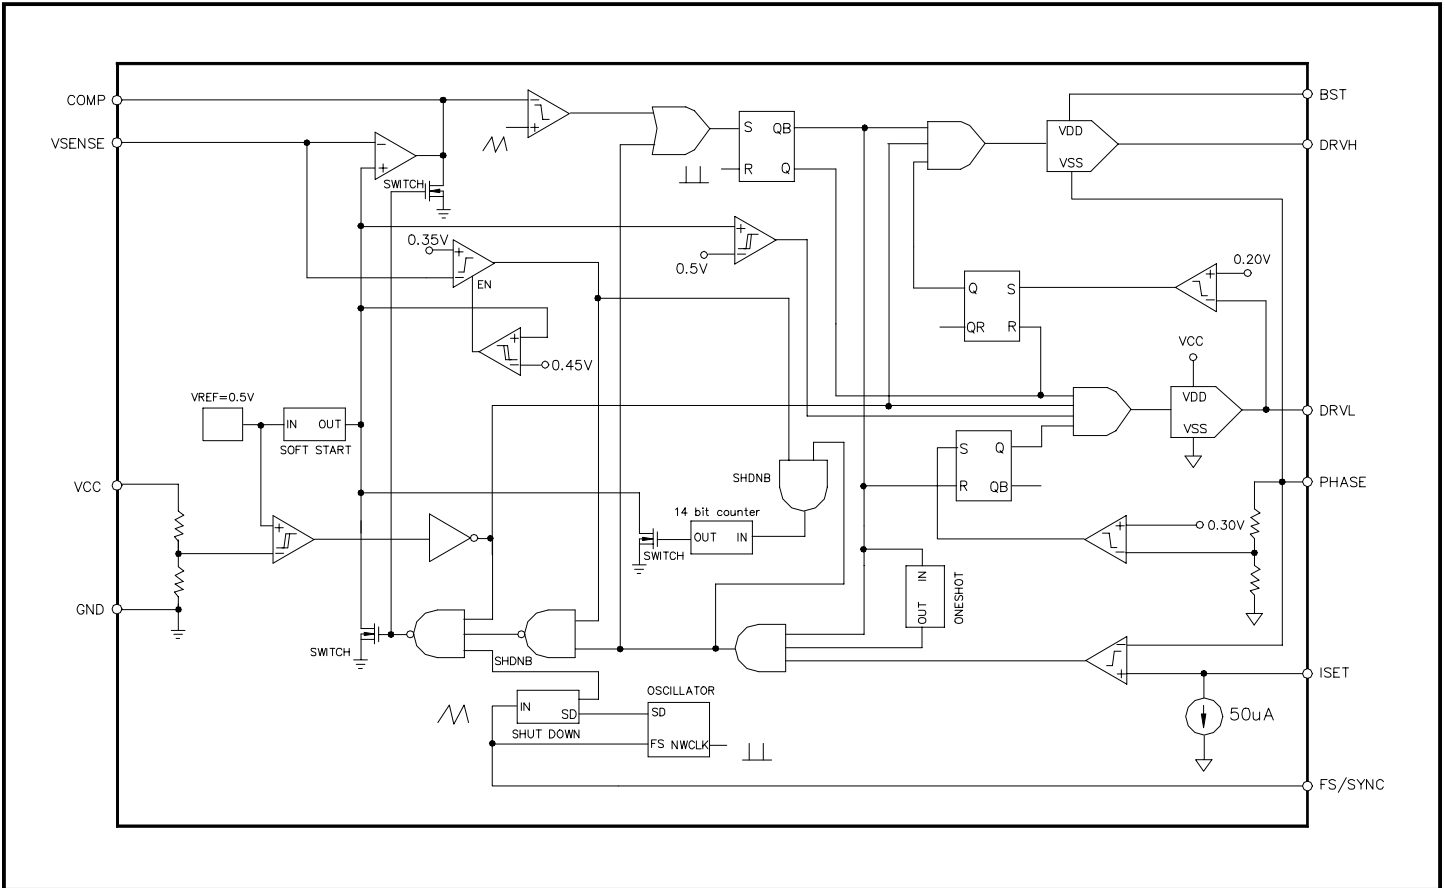 COMP
BST
VSENSE
S QB
R Q
VDD
VSS
DRVH
SWITCH
0.35V
EN
0.5V
0.20V
Q S
QR R
0.45V
VCC
VREF=0.5V
IN OUT
SOFT START
VDD
VSS
DRVL
S Q
R QB
SHDNB
VCC
PHASE
14 bit counter
OUT IN
SWITCH
0.30V
IN
OUT
ONESHOT
GND
SWITCH
SHDNB
ISET
IN
SD
SHUT DOWN
OSCILLATOR
SD
FS NWCLK
50uA
FS/SYNC